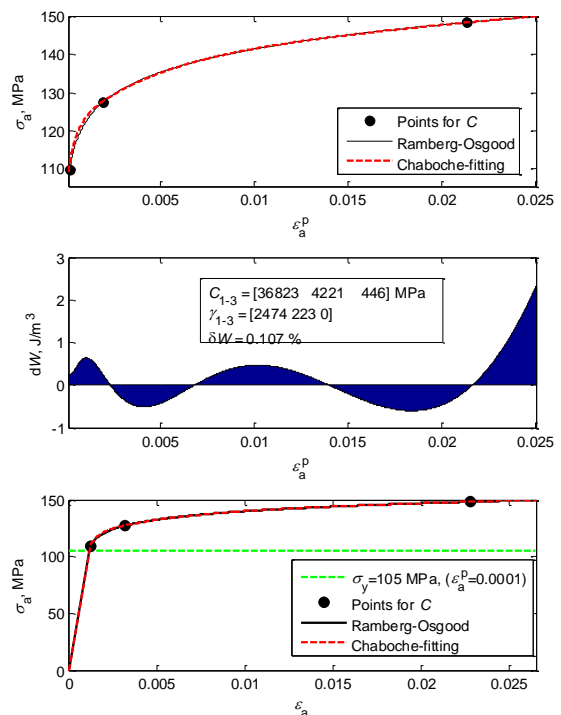 150
140
130
120
110
σa, MPa
Points for C
Ramberg-Osgood
Chaboche-fitting
0.005 0.01 0.015 0.02 0.025
εa^p
3
2
1
0
-1
dW, J/m³
C1-3 = [36823 4221 446] MPa
γ1-3 = [2474 223 0]
δW = 0.107 %
0.005 0.01 0.015 0.02 0.025
εa^p
150
100
50
0
σa, MPa
σy=105 MPa, (εa^p=0.0001)
Points for C
Ramberg-Osgood
Chaboche-fitting
0 0.005 0.01 0.015 0.02 0.025
εa